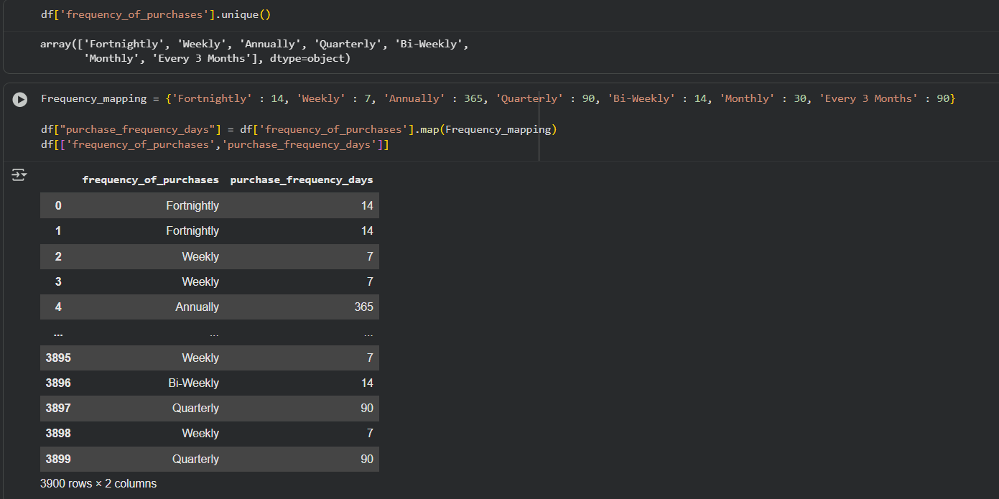 df['frequency_of_purchases'].unique()
array(['Fortnightly', 'Weekly', 'Annually', 'Quarterly', 'Bi-Weekly',
'Monthly', 'Every 3 Months'], dtype=object)
Frequency_mapping = {'Fortnightly' : 14, 'Weekly' : 7, 'Annually' : 365, 'Quarterly' : 90, 'Bi-Weekly' : 14, 'Monthly' : 30, 'Every 3 Months' : 90}
df["purchase_frequency_days"] = df['frequency_of_purchases'].map(Frequency_mapping)
df[['frequency_of_purchases','purchase_frequency_days']]
frequency_of_purchases purchase_frequency_days
0 Fortnightly 14
1 Fortnightly 14
2 Weekly 7
3 Weekly 7
4 Annually 365
... ... ...
3895 Weekly 7
3896 Bi-Weekly 14
3897 Quarterly 90
3898 Weekly 7
3899 Quarterly 90
3900 rows × 2 columns